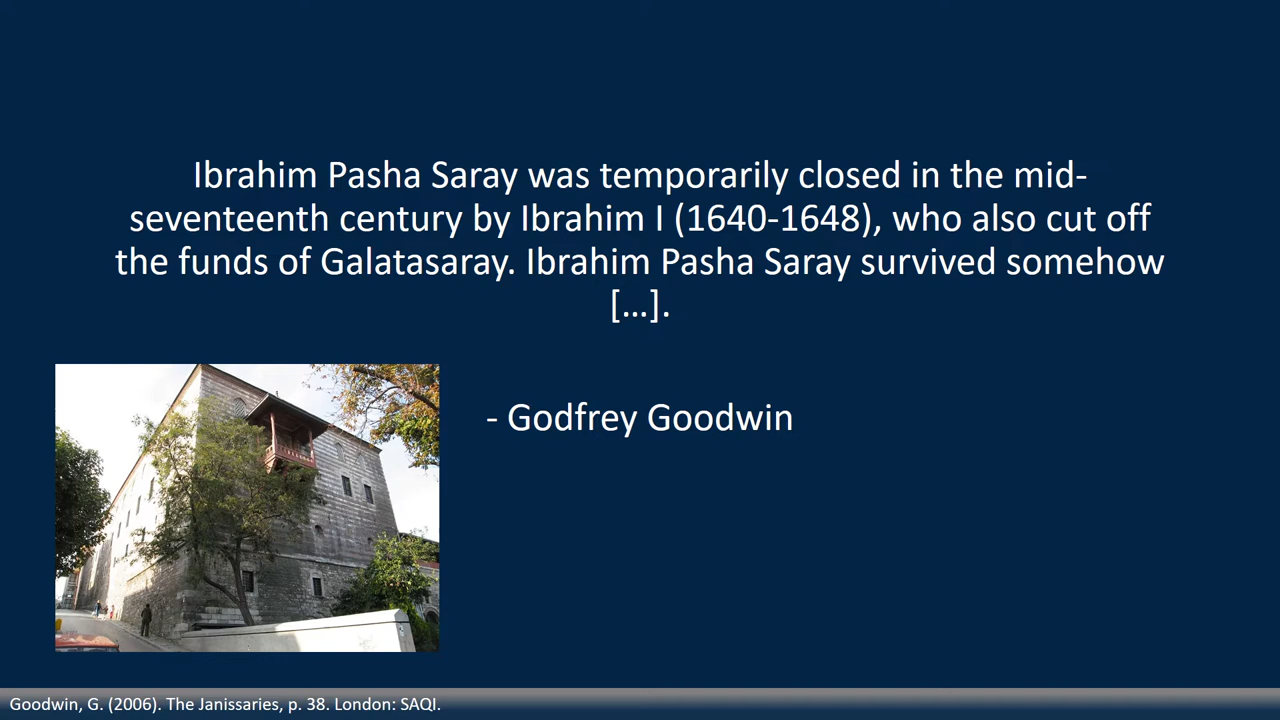 Ibrahim Pasha Saray was temporarily closed in the mid-
seventeenth century by Ibrahim I (1640-1648), who also cut off
the funds of Galatasaray. Ibrahim Pasha Saray survived somehow
[…].
- Godfrey Goodwin
Goodwin, G. (2006). The Janissaries, p. 38. London: SAQI.